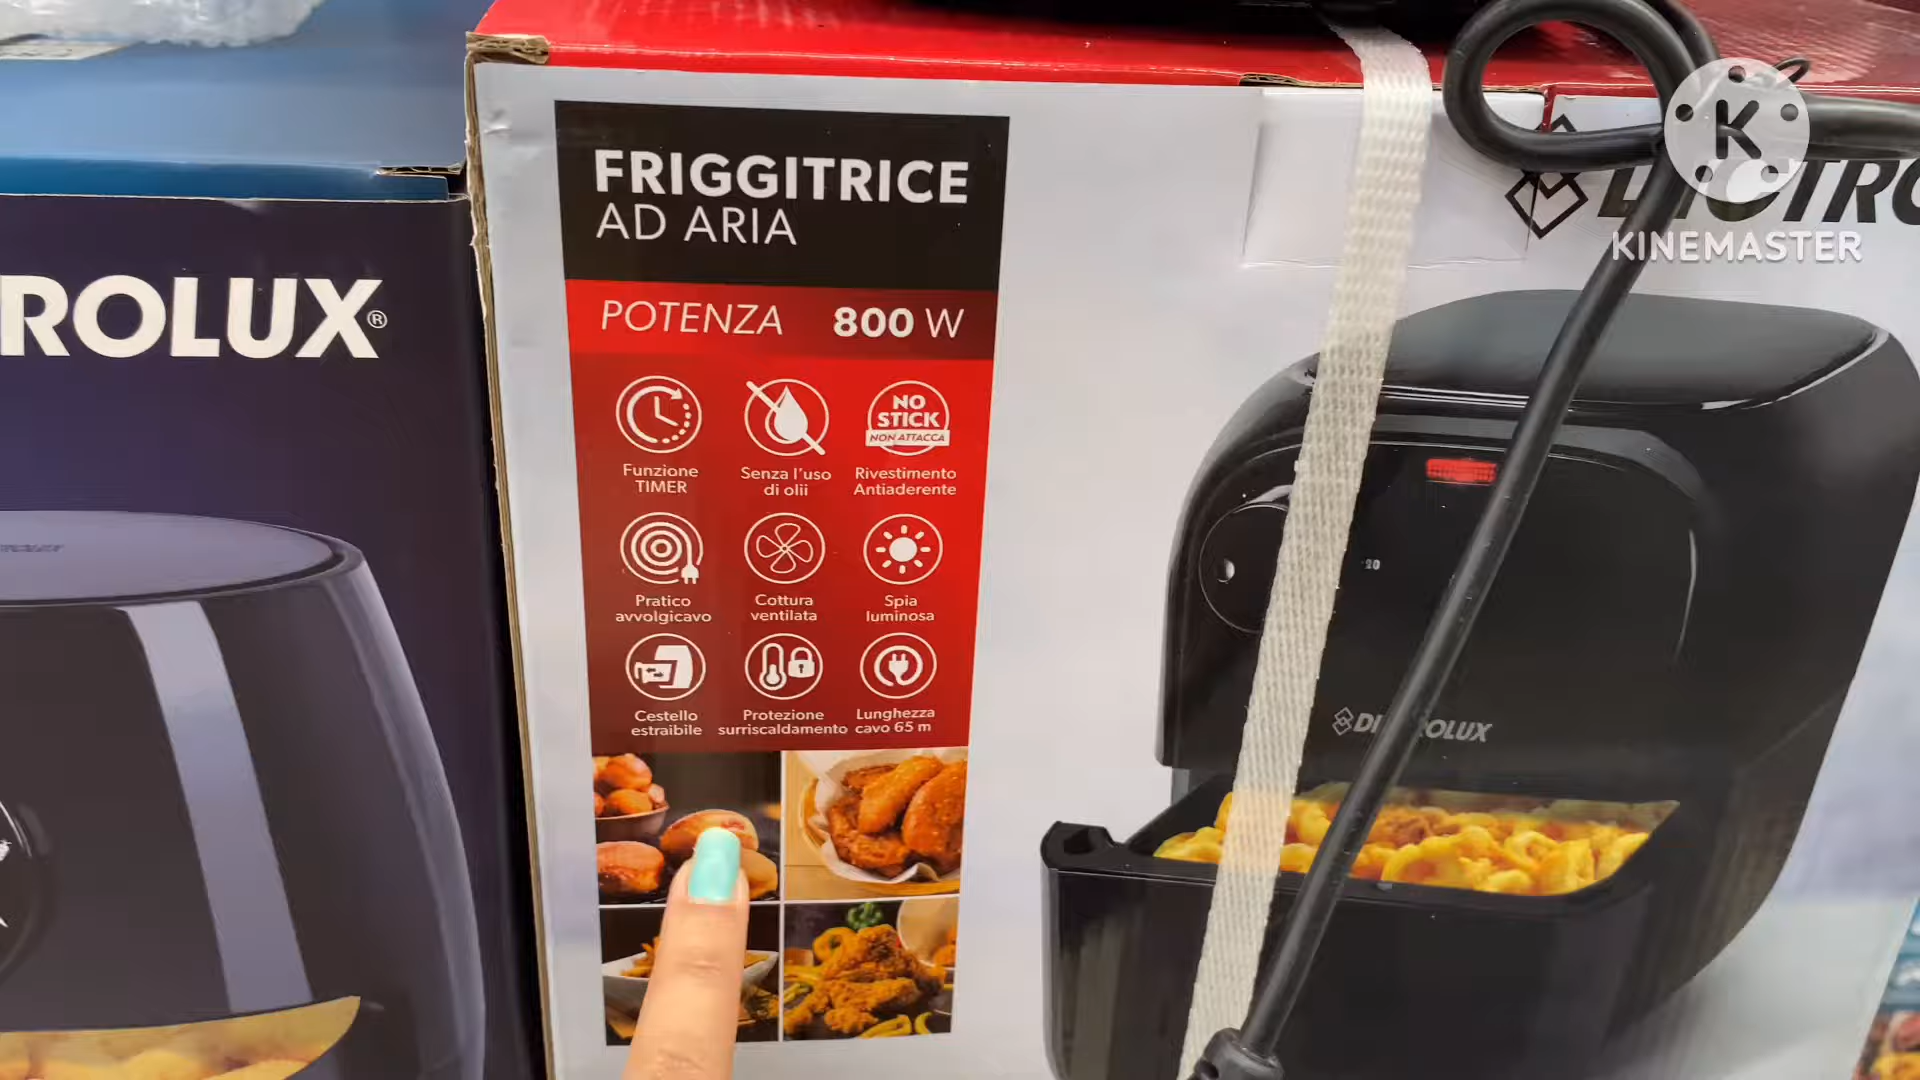 FRIGGITRICE
AD ARIA
POTENZA 800 W
Funzione
TIMER
Senza l'uso
di olii
NO
STICK
NON ATTACCA
Rivestimento
Antiaderente
Pratico
avvolgicavo
Cottura
ventilata
Spia
luminosa
Cestello
estraibile
Protezione
surriscaldamento
Lunghezza
cavo 65 m
ROLUX®
K
KINEMASTER
20